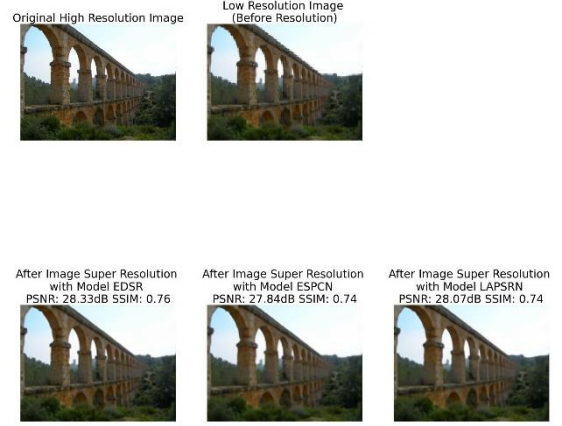 Original High Resolution Image
Low Resolution Image
(Before Resolution)
After Image Super Resolution
with Model EDSR
PSNR: 28.33dB SSIM: 0.76
After Image Super Resolution
with Model ESPCN
PSNR: 27.84dB SSIM: 0.74
After Image Super Resolution
with Model LAPSRN
PSNR: 28.07dB SSIM: 0.74